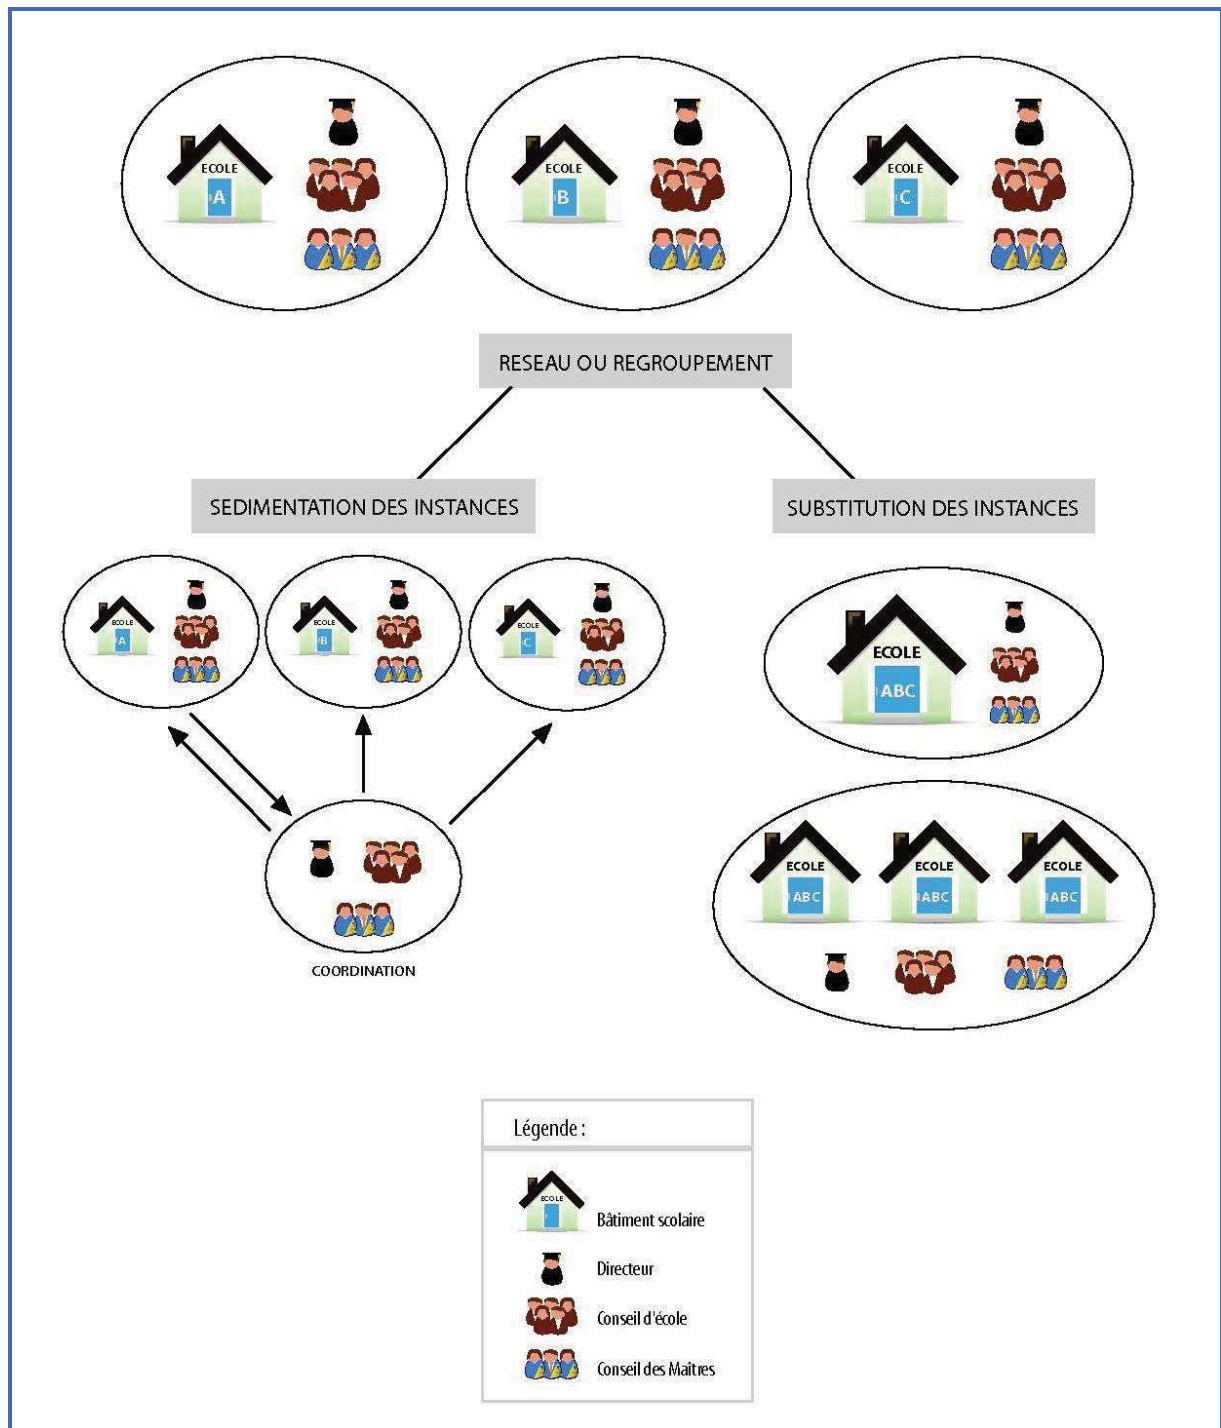 ECOLE
A
ECOLE
B
ECOLE
C
RESEAU OU REGROUPEMENT
SEDIMENTATION DES INSTANCES
SUBSTITUTION DES INSTANCES
ECOLE
A
ECOLE
B
ECOLE
C
ECOLE
ABC
ECOLE
ABC
ECOLE
ABC
ECOLE
ABC
COORDINATION
Légende :
ECOLE
Bâtiment scolaire
Directeur
Conseil d'école
Conseil des Maîtres